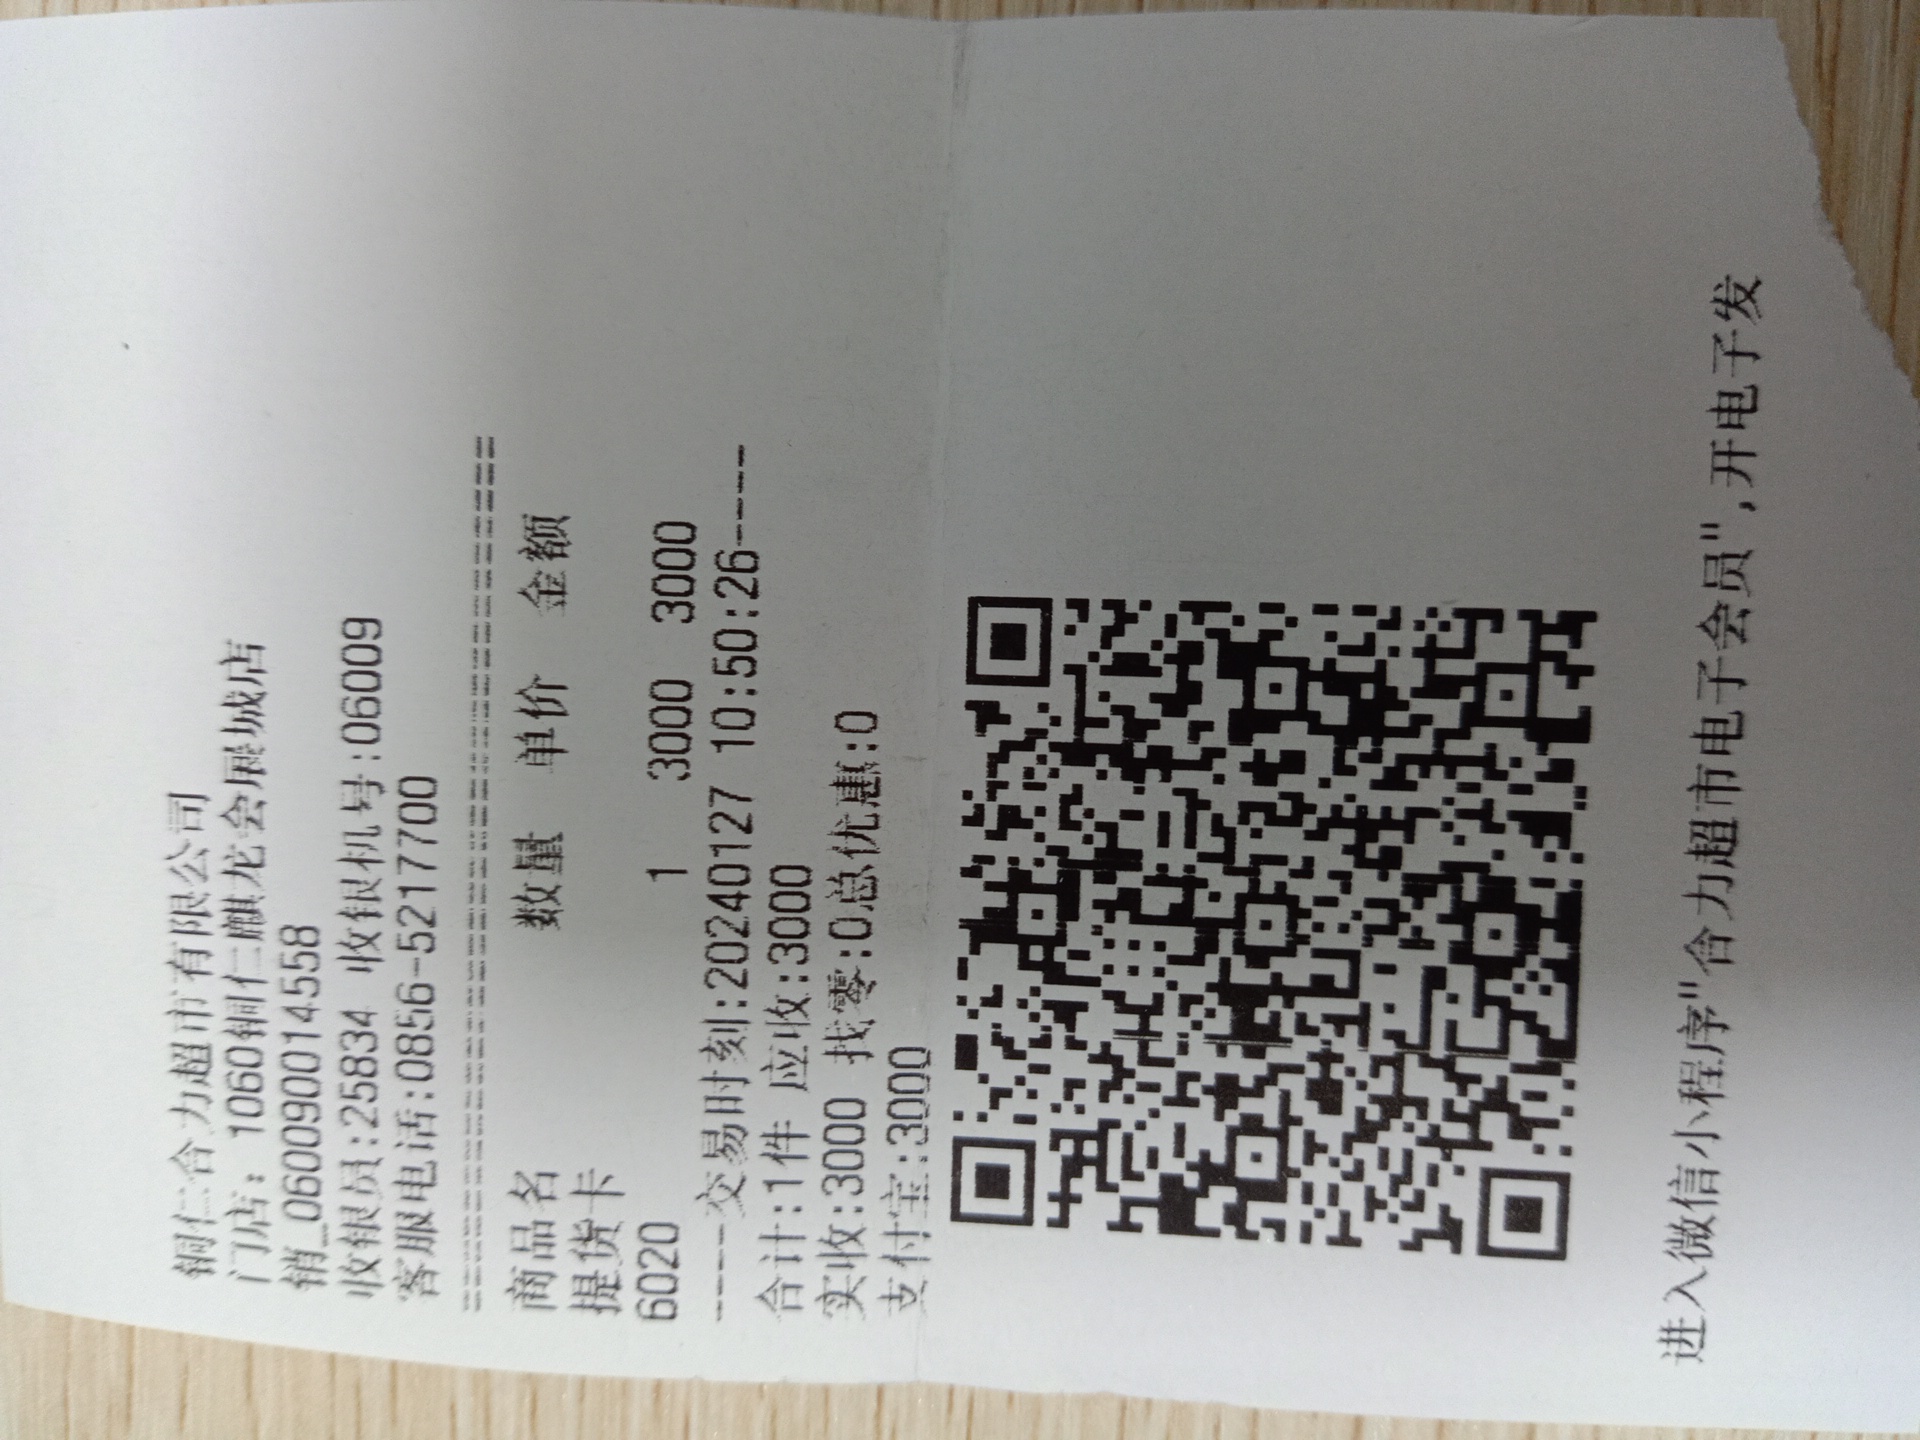 铜仁合力超市有限公司
门店: 1060铜仁麒龙会展城店
销_060090014558
收银员:25834 收银机号:06009
客服电话:0856-5217700
商品名 数量 单价 金额
提货卡
6020 1 3000 3000
----交易时刻:20240127 10:50:26----
合计:1件 应收:3000
实收:3000 找零:0总优惠:0
支付宝:3000
进入微信小程序"合力超市电子会员",开电子发